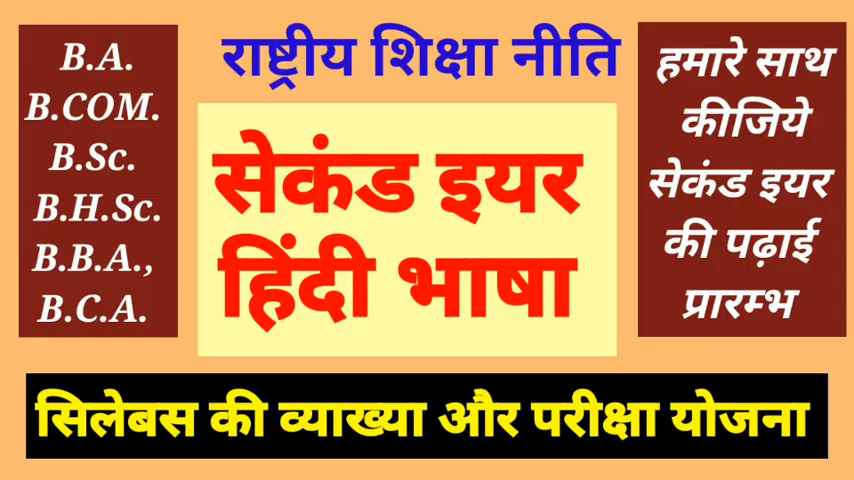 B.A.
B.COM.
B.Sc.
B.H.Sc.
B.B.A.,
B.C.A.
राष्ट्रीय शिक्षा नीति
सेकंड इयर
हिंदी भाषा
हमारे साथ
कीजिये
सेकंड इयर
की पढ़ाई
प्रारम्भ
सिलेबस की व्याख्या और परीक्षा योजना